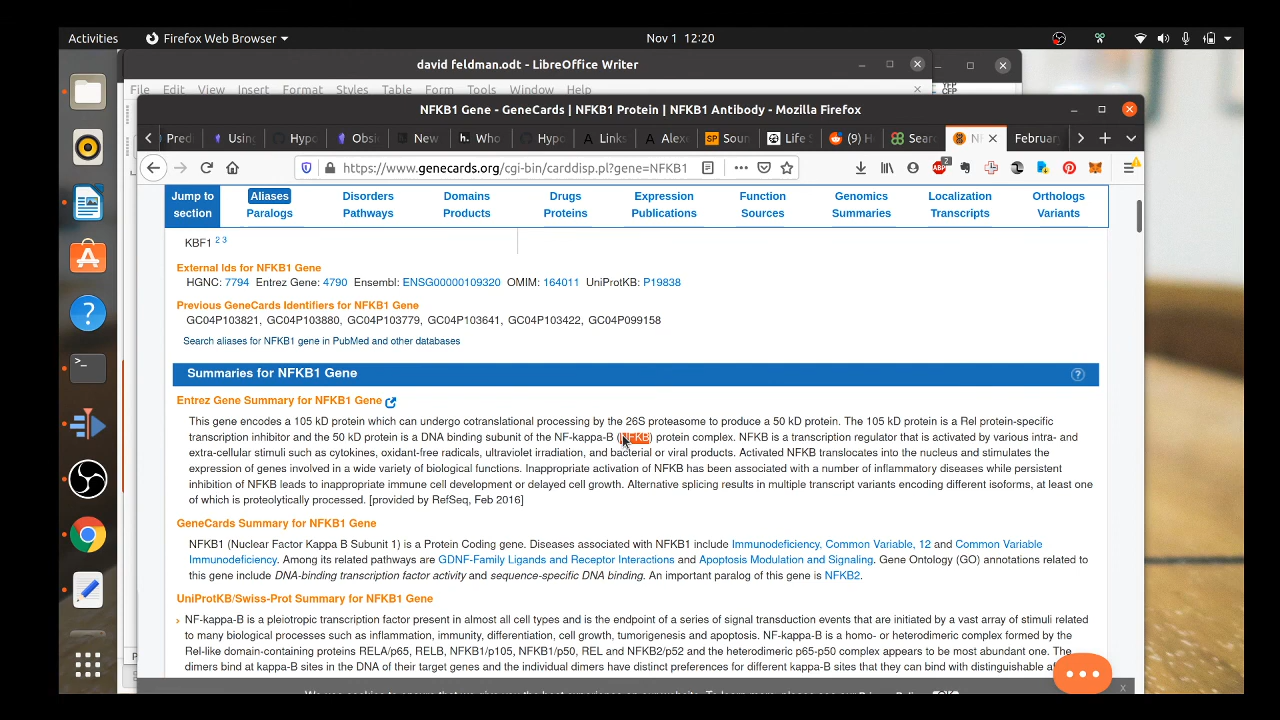 Activities Firefox Web Browser Nov 1 12:20
david feldman.odt - LibreOffice Writer
File Edit View Insert Format Styles Table Form Tools Window Help
NFKB1 Gene - GeneCards | NFKB1 Protein | NFKB1 Antibody - Mozilla Firefox
Predi Using Hypo Obsi New Who Hypo Links Alexo Soun Life S (9) H Searc NF Februar
https://www.genecards.org/cgi-bin/carddisp.pl?gene=NFKB1
Jump to section Aliases Disorders Domains Drugs Expression Function Genomics Localization Orthologs
Paralogs Pathways Products Proteins Publications Sources Summaries Transcripts Variants
KBF1 2 3
External Ids for NFKB1 Gene
HGNC: 7794 Entrez Gene: 4790 Ensembl: ENSG00000109320 OMIM: 164011 UniProtKB: P19838
Previous GeneCards Identifiers for NFKB1 Gene
GC04P103821, GC04P103880, GC04P103779, GC04P103641, GC04P103422, GC04P099158
Search aliases for NFKB1 gene in PubMed and other databases
Summaries for NFKB1 Gene
Entrez Gene Summary for NFKB1 Gene
This gene encodes a 105 kD protein which can undergo cotranslational processing by the 26S proteasome to produce a 50 kD protein. The 105 kD protein is a Rel protein-specific
transcription inhibitor and the 50 kD protein is a DNA binding subunit of the NF-kappa-B (NFKB) protein complex. NFKB is a transcription regulator that is activated by various intra- and
extra-cellular stimuli such as cytokines, oxidant-free radicals, ultraviolet irradiation, and bacterial or viral products. Activated NFKB translocates into the nucleus and stimulates the
expression of genes involved in a wide variety of biological functions. Inappropriate activation of NFKB has been associated with a number of inflammatory diseases while persistent
inhibition of NFKB leads to inappropriate immune cell development or delayed cell growth. Alternative splicing results in multiple transcript variants encoding different isoforms, at least one
of which is proteolytically processed. [provided by RefSeq, Feb 2016]
GeneCards Summary for NFKB1 Gene
NFKB1 (Nuclear Factor Kappa B Subunit 1) is a Protein Coding gene. Diseases associated with NFKB1 include Immunodeficiency, Common Variable, 12 and Common Variable
Immunodeficiency. Among its related pathways are GDNF-Family Ligands and Receptor Interactions and Apoptosis Modulation and Signaling. Gene Ontology (GO) annotations related to
this gene include DNA-binding transcription factor activity and sequence-specific DNA binding. An important paralog of this gene is NFKB2.
UniProtKB/Swiss-Prot Summary for NFKB1 Gene
NF-kappa-B is a pleiotropic transcription factor present in almost all cell types and is the endpoint of a series of signal transduction events that are initiated by a vast array of stimuli related
to many biological processes such as inflammation, immunity, differentiation, cell growth, tumorigenesis and apoptosis. NF-kappa-B is a homo- or heterodimeric complex formed by the
Rel-like domain-containing proteins RELA/p65, RELB, NFKB1/p105, NFKB1/p50, REL and NFKB2/p52 and the heterodimeric p65-p50 complex appears to be most abundant one. The
dimers bind at kappa-B sites in the DNA of their target genes and the individual dimers have distinct preferences for different kappa-B sites that they can bind with distinguishable